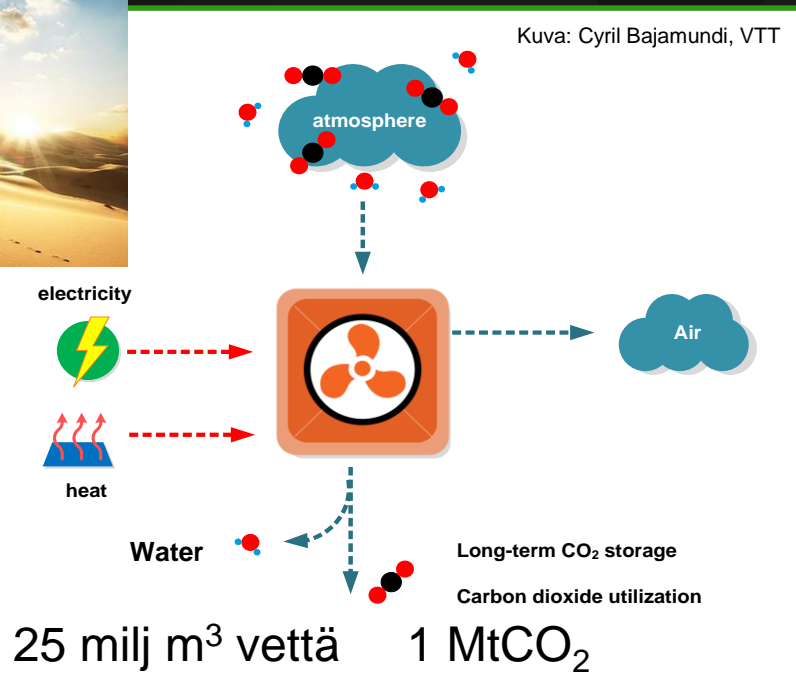 Kuva: Cyril Bajamundi, VTT
atmosphere
electricity
Air
heat
Water
Long-term CO₂ storage
Carbon dioxide utilization
25 milj m³ vettä 1 MtCO₂